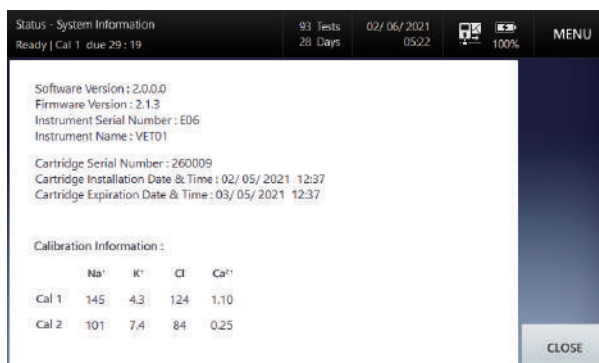 Status - System Information
Ready | Cal 1 due 29 : 19
93 Tests
28 Days
02/ 06/ 2021
05:22
100%
MENU
Software Version : 2.0.0.0
Firmware Version : 2.1.3
Instrument Serial Number : E06
Instrument Name : VET01
Cartridge Serial Number : 260009
Cartridge Installation Date & Time : 02/ 05/ 2021 12:37
Cartridge Expiration Date & Time : 03/ 05/ 2021 12:37
Calibration Information :
Na⁺ K⁺ Cl⁻ Ca²⁺
Cal 1 145 4.3 124 1.10
Cal 2 101 7.4 84 0.25
CLOSE